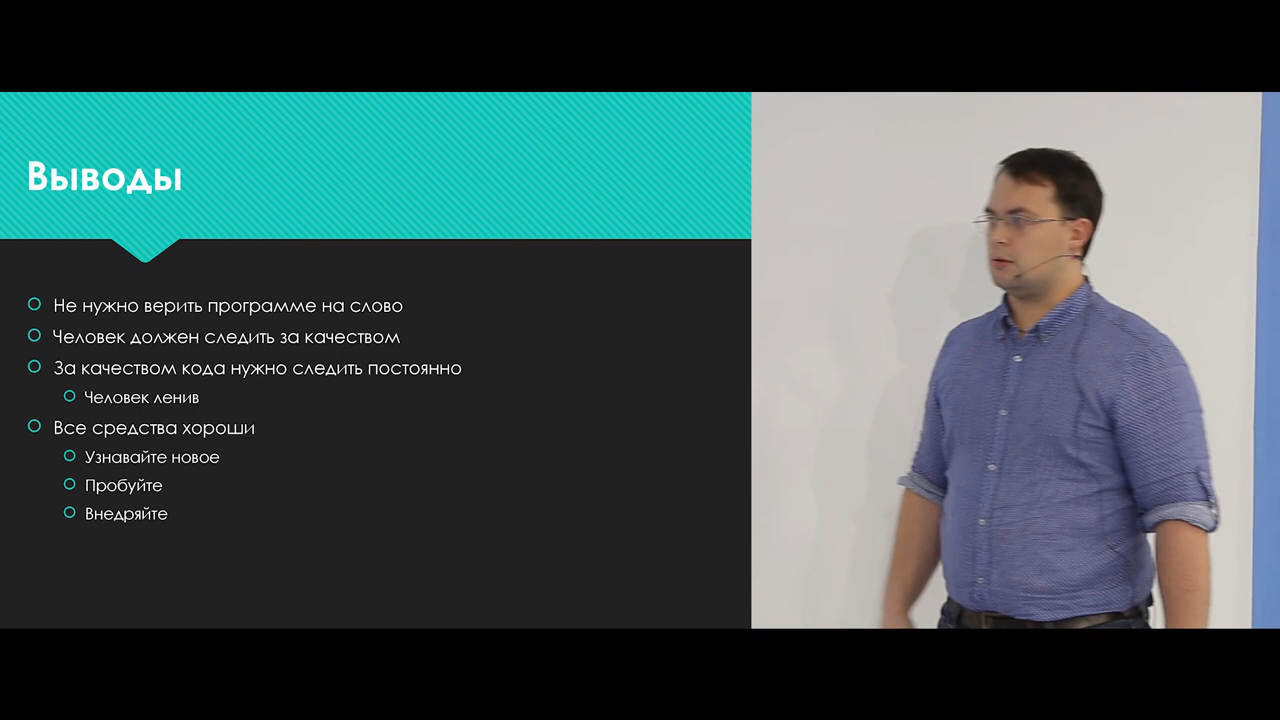 Выводы
Не нужно верить программе на слово
Человек должен следить за качеством
За качеством кода нужно следить постоянно
Человек ленив
Все средства хороши
Узнавайте новое
Пробуйте
Внедряйте